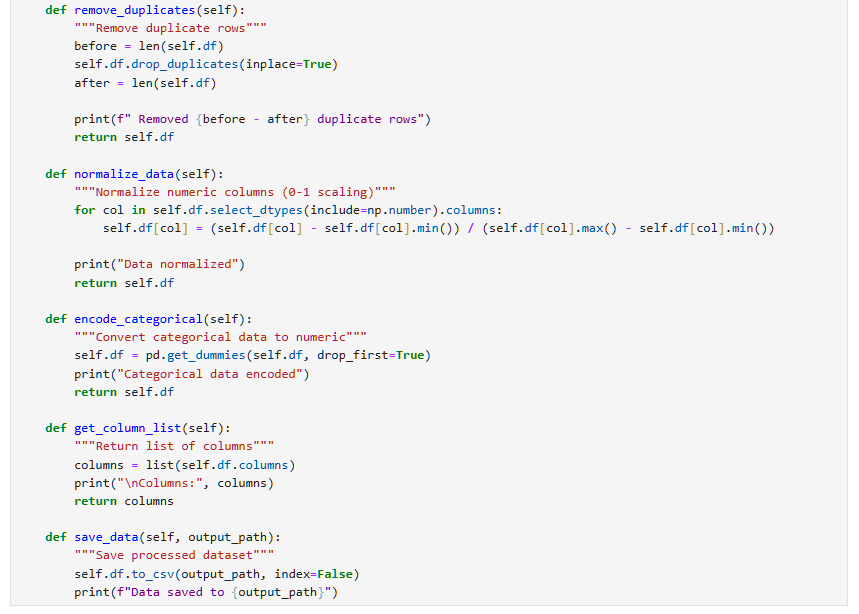 def remove_duplicates(self):
    """Remove duplicate rows"""
    before = len(self.df)
    self.df.drop_duplicates(inplace=True)
    after = len(self.df)

    print(f" Removed {before - after} duplicate rows")
    return self.df

def normalize_data(self):
    """Normalize numeric columns (0-1 scaling)"""
    for col in self.df.select_dtypes(include=np.number).columns:
        self.df[col] = (self.df[col] - self.df[col].min()) / (self.df[col].max() - self.df[col].min())

    print("Data normalized")
    return self.df

def encode_categorical(self):
    """Convert categorical data to numeric"""
    self.df = pd.get_dummies(self.df, drop_first=True)
    print("Categorical data encoded")
    return self.df

def get_column_list(self):
    """Return list of columns"""
    columns = list(self.df.columns)
    print("\nColumns:", columns)
    return columns

def save_data(self, output_path):
    """Save processed dataset"""
    self.df.to_csv(output_path, index=False)
    print(f"Data saved to {output_path}")